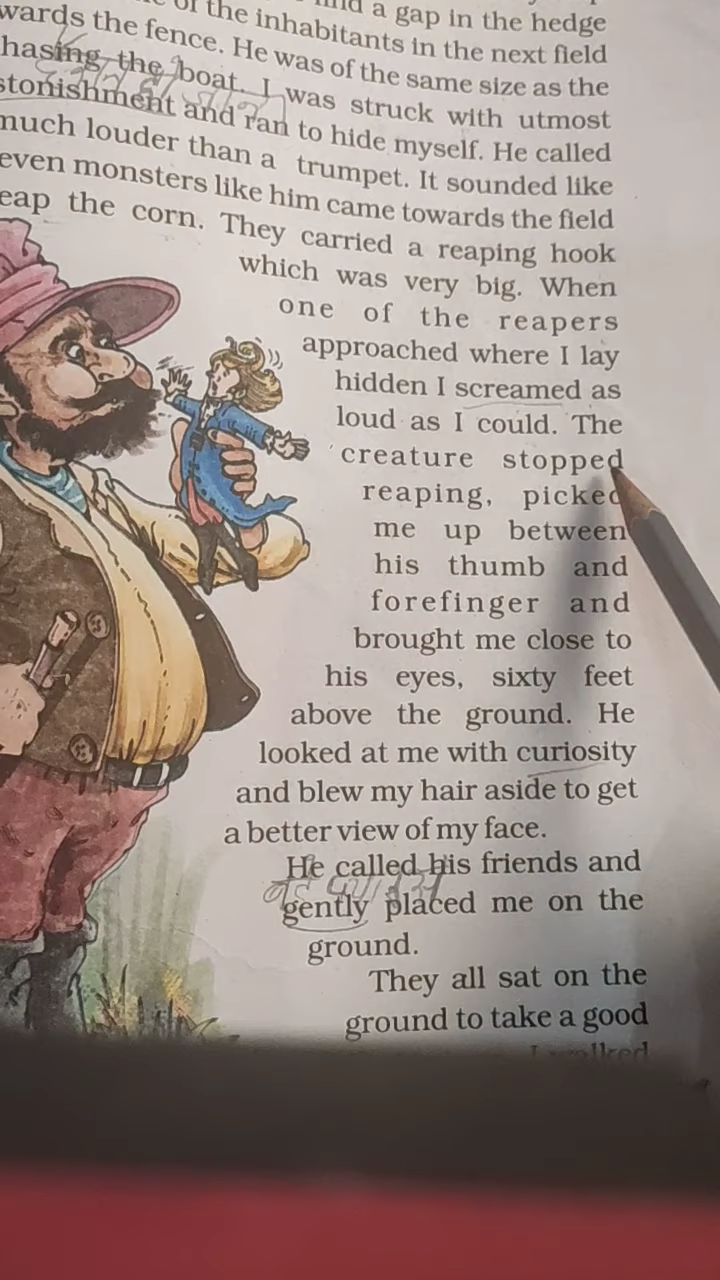 of the inhabitants in the next field
a gap in the hedge
wards the fence. He was of the same size as the
hasing the boat. I was struck with utmost
stonishment and ran to hide myself. He called
much louder than a trumpet. It sounded like
even monsters like him came towards the field
eap the corn. They carried a reaping hook
which was very big. When
one of the reapers
approached where I lay
hidden I screamed as
loud as I could. The
creature stopped
reaping, picked
me up between
his thumb and
forefinger and
brought me close to
his eyes, sixty feet
above the ground. He
looked at me with curiosity
and blew my hair aside to get
a better view of my face.
He called his friends and
gently placed me on the
ground.
They all sat on the
ground to take a good